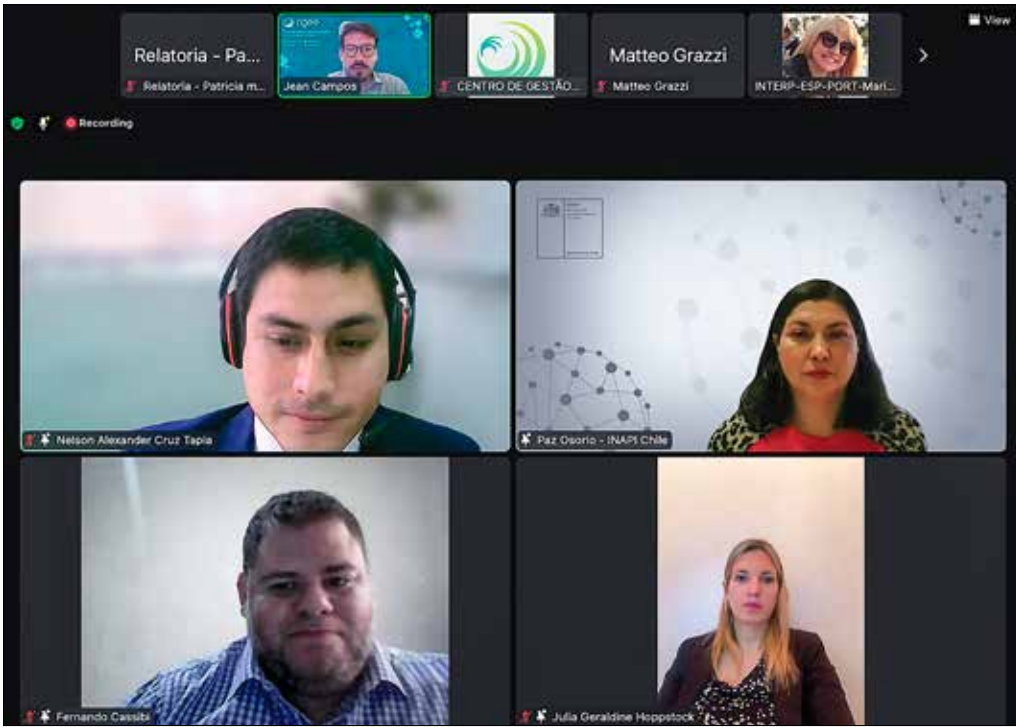 View
Relatoria - Pa...
Relatoria - Patricia m...
cgee
Jean Campos
CENTRO DE GESTÃO...
Matteo Grazzi
Matteo Grazzi
INTERP-ESP-PORT-Mari...
Recording
Nelson Alexander Cruz Tapia
Paz Osorio - INAPI Chile
Fernando Cassibi
Julia Geraldine Hoppstock -